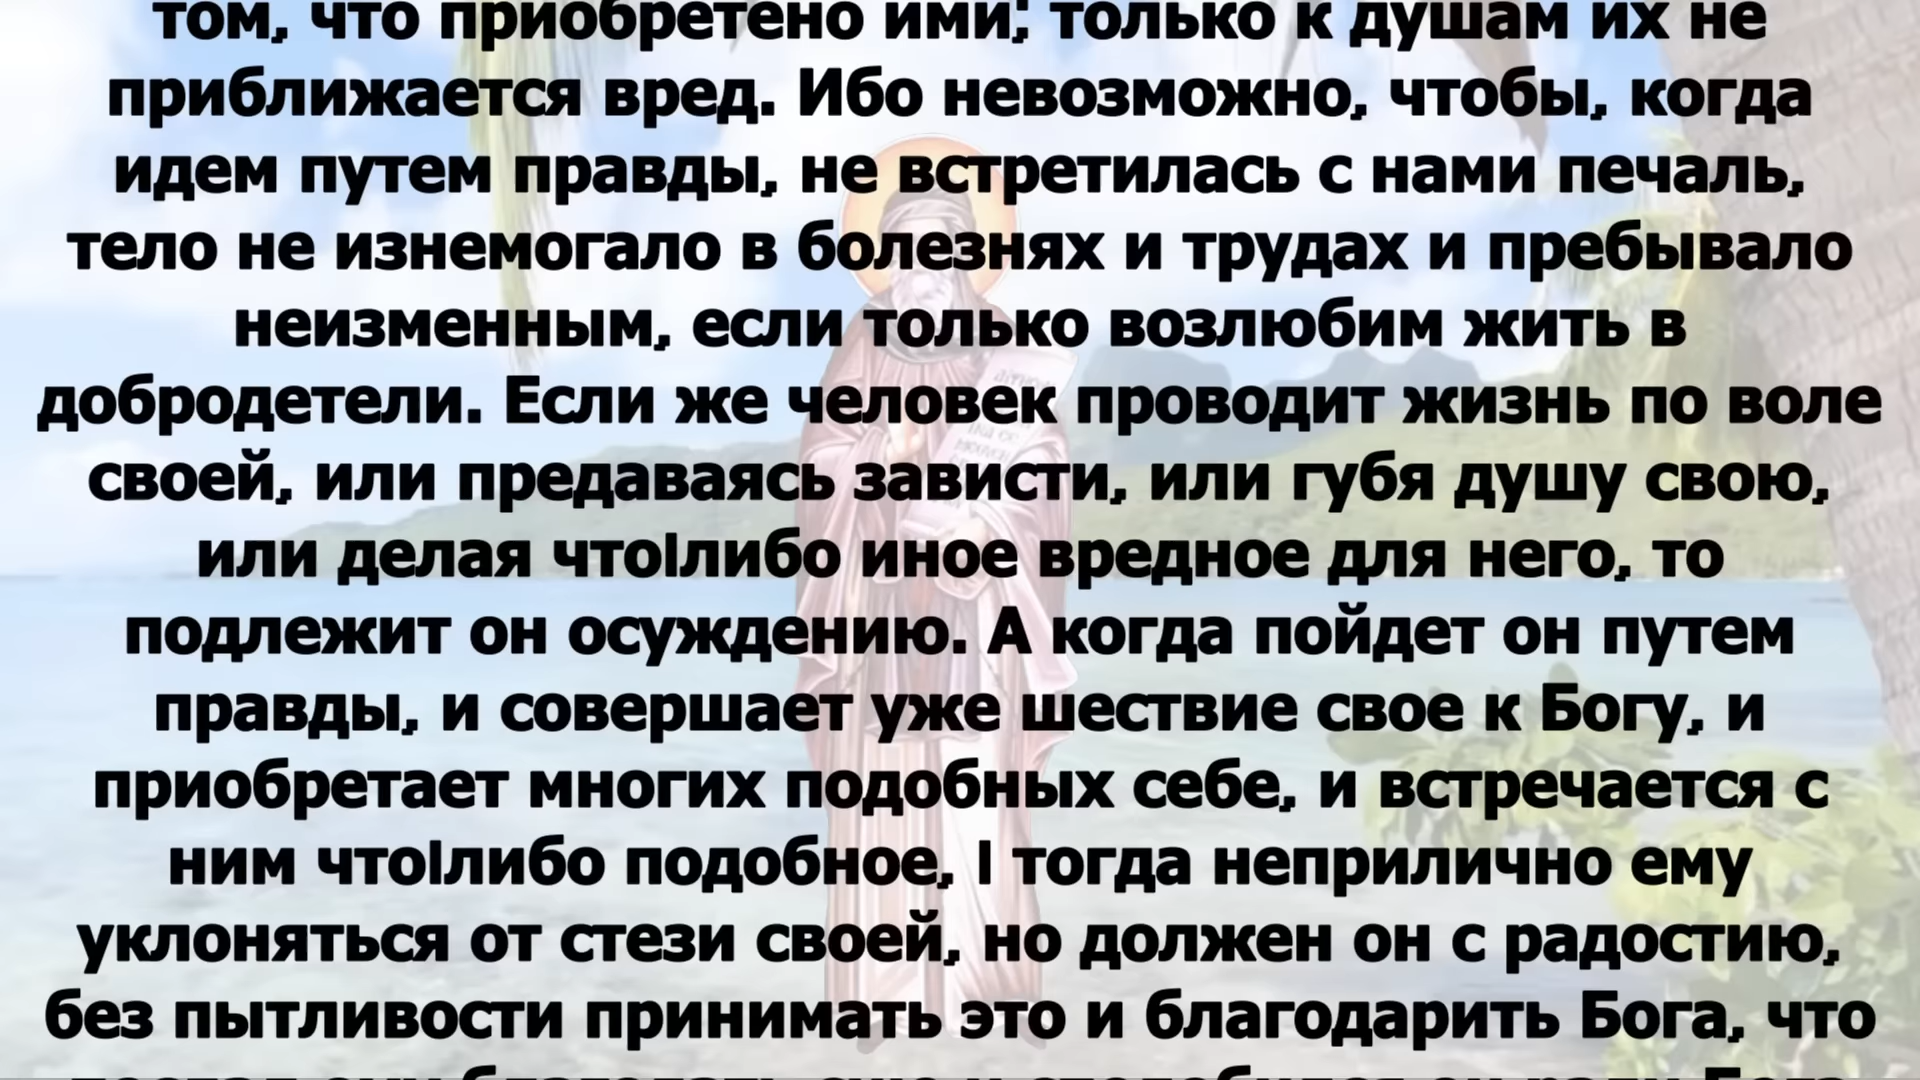 том, что приобретено ими; только к душам их не
приближается вред. Ибо невозможно, чтобы, когда
идем путем правды, не встретилась с нами печаль,
тело не изнемогало в болезнях и трудах и пребывало
неизменным, если только возлюбим жить в
добродетели. Если же человек проводит жизнь по воле
своей, или предаваясь зависти, или губя душу свою,
или делая чтоlлибо иное вредное для него, то
подлежит он осуждению. А когда пойдет он путем
правды, и совершает уже шествие свое к Богу, и
приобретает многих подобных себе, и встречается с
ним чтоlлибо подобное, l тогда неприлично ему
уклоняться от стези своей, но должен он с радостию,
без пытливости принимать это и благодарить Бога, что